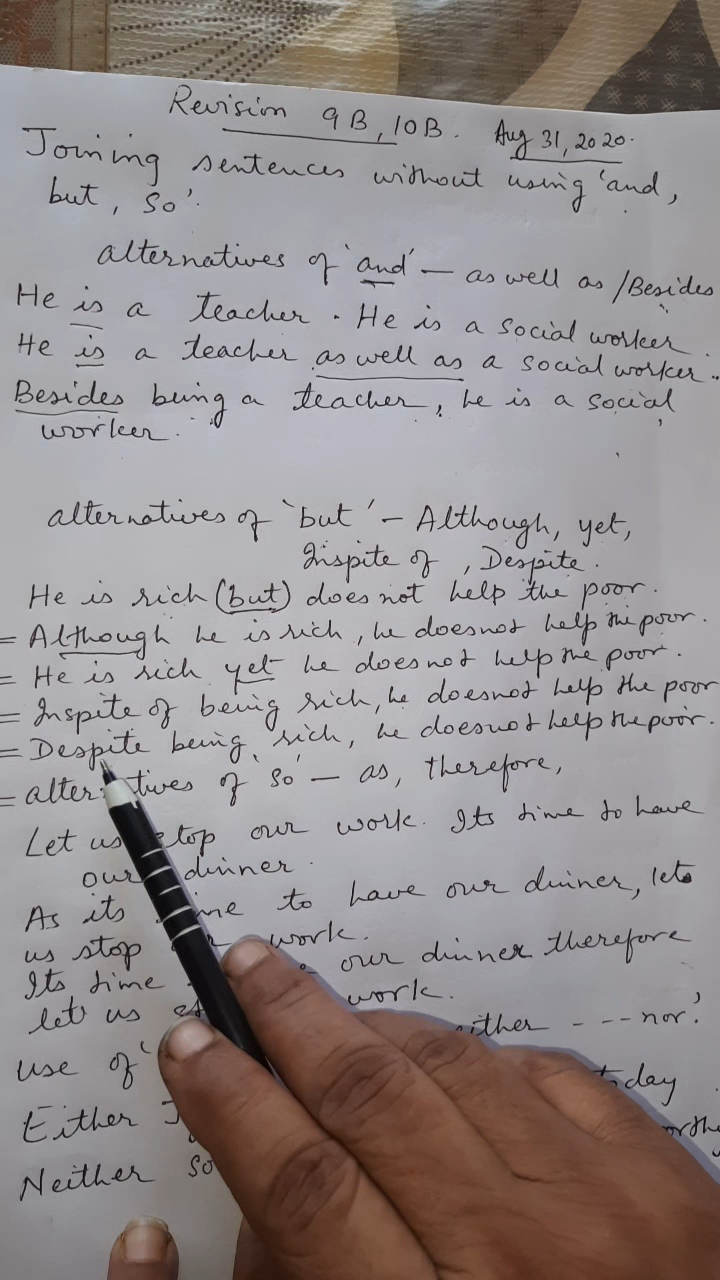 Revision 9B, 10B. Aug 31, 2020.
Joining sentences without using 'and,
but, so'.
alternatives of 'and' — as well as / Besides
He is a teacher. He is a social worker.
He is a teacher as well as a social worker.
Besides being a teacher, he is a social
worker.
alternatives of 'but' – Although, yet,
Inspite of, Despite.
He is rich (but) does not help the poor.
= Although he is rich, he doesnot help the poor.
= He is rich yet he doesnot help the poor.
= Inspite of being rich, he doesnot help the poor
= Despite being rich, he doesnot help the poor.
= alternatives of 'so' — as, therefore,
Let us stop our work. Its time to have
our dinner.
As its time to have our dinner, lets
us stop work.
Its time our dinner therefore
let us work.
use of ' either ---nor'
Either today.
Neither